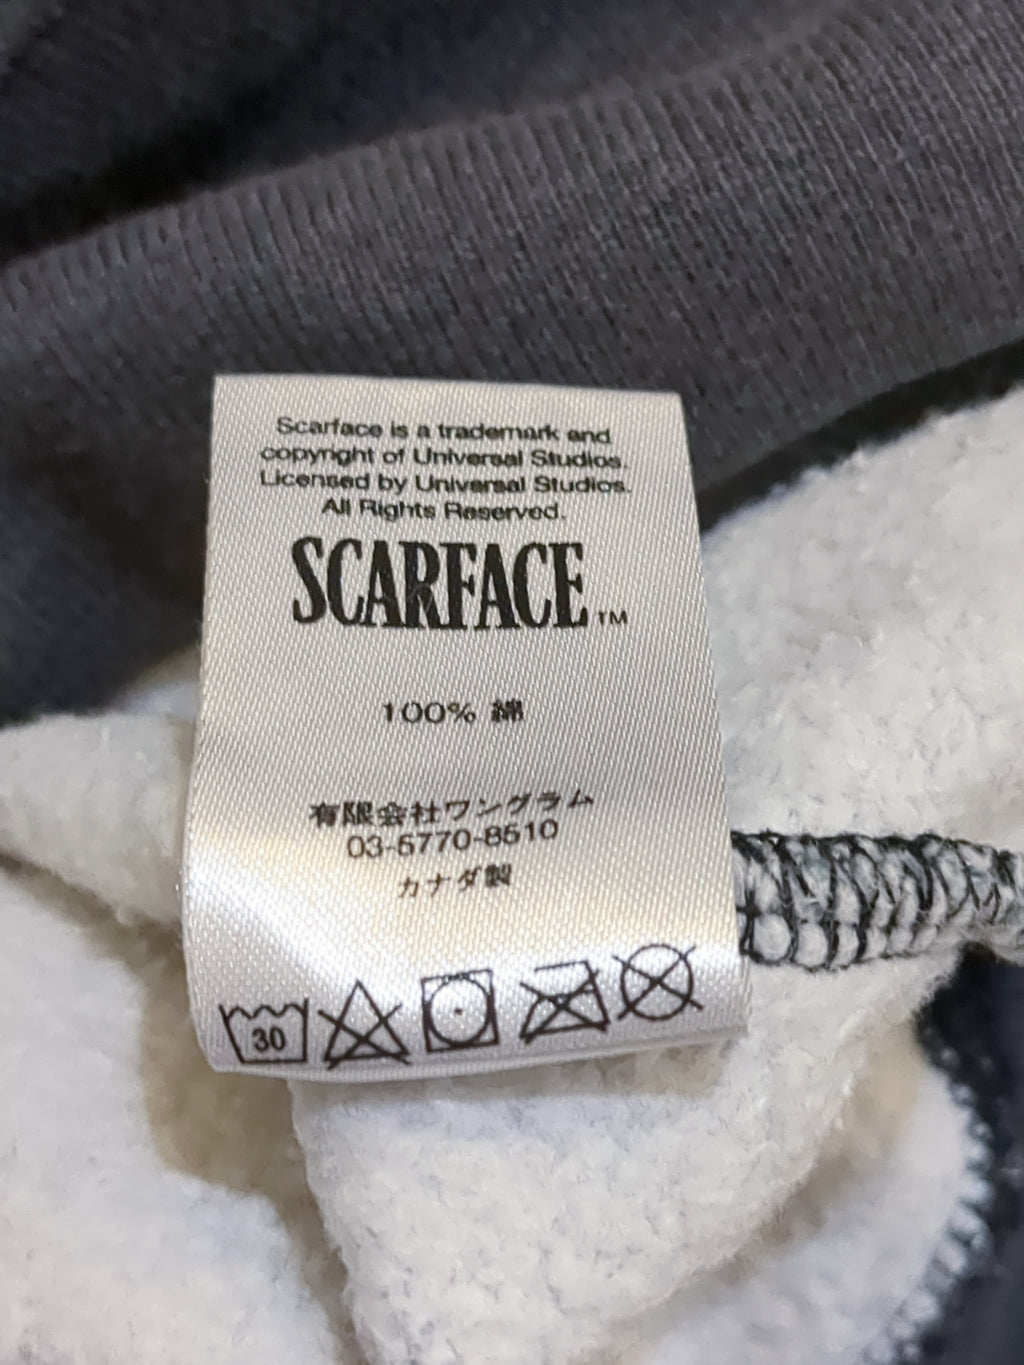 Scarface is a trademark and
copyright of Universal Studios.
Licensed by Universal Studios.
All Rights Reserved.
SCARFACE™
100% 綿
有限会社ワングラム
03-5770-8510
カナダ製
30